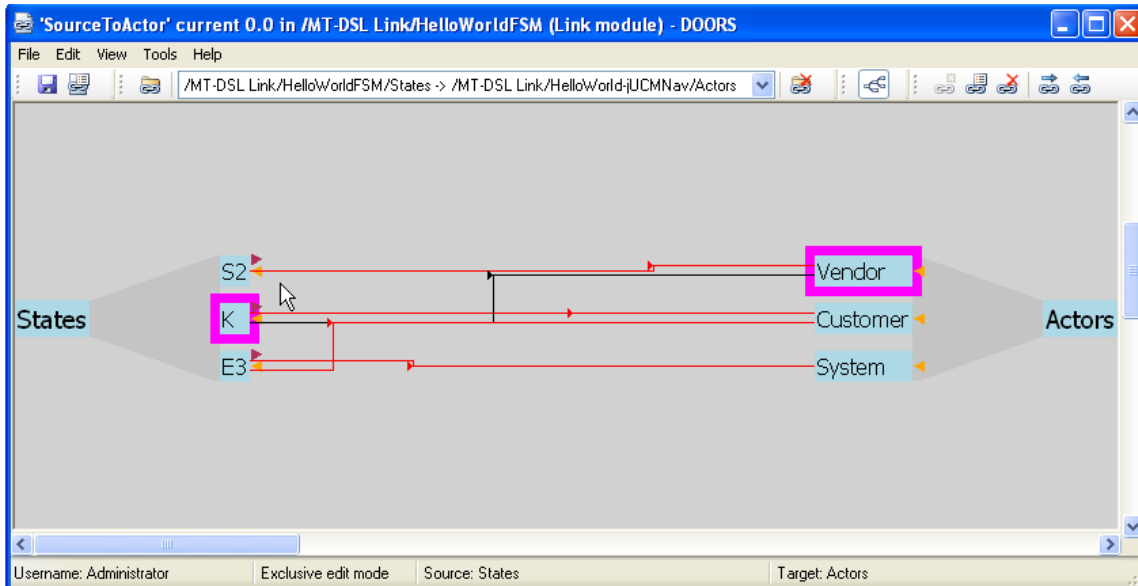 'SourceToActor' current 0.0 in /MT-DSL Link/HelloWorldFSM (Link module) - DOORS
File Edit View Tools Help
/MT-DSL Link/HelloWorldFSM/States -> /MT-DSL Link/HelloWorld-jUCMNav/Actors
S2 Vendor
States K Customer Actors
E3 System
Username: Administrator Exclusive edit mode Source: States Target: Actors